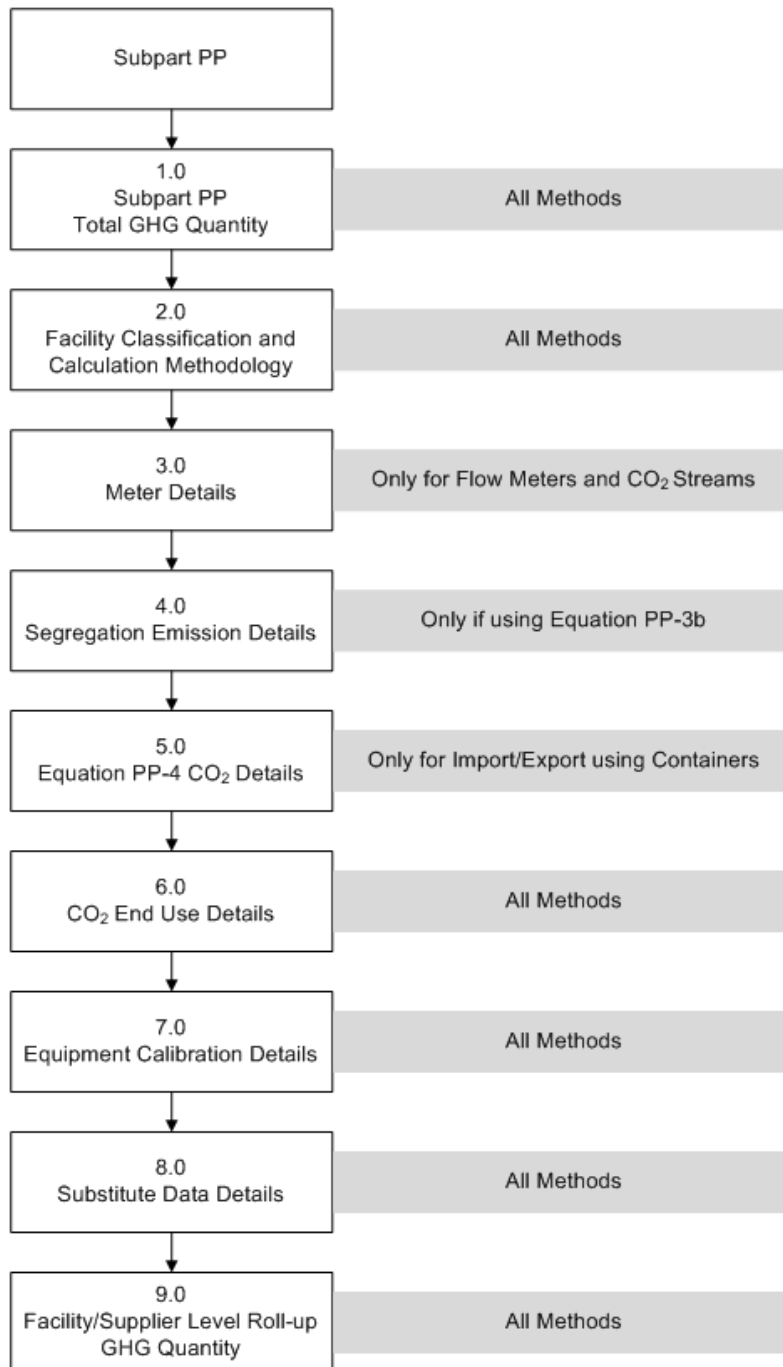 Subpart PP
1.0
Subpart PP
Total GHG Quantity
All Methods
2.0
Facility Classification and
Calculation Methodology
All Methods
3.0
Meter Details
Only for Flow Meters and CO₂ Streams
4.0
Segregation Emission Details
Only if using Equation PP-3b
5.0
Equation PP-4 CO₂ Details
Only for Import/Export using Containers
6.0
CO₂ End Use Details
All Methods
7.0
Equipment Calibration Details
All Methods
8.0
Substitute Data Details
All Methods
9.0
Facility/Supplier Level Roll-up
GHG Quantity
All Methods